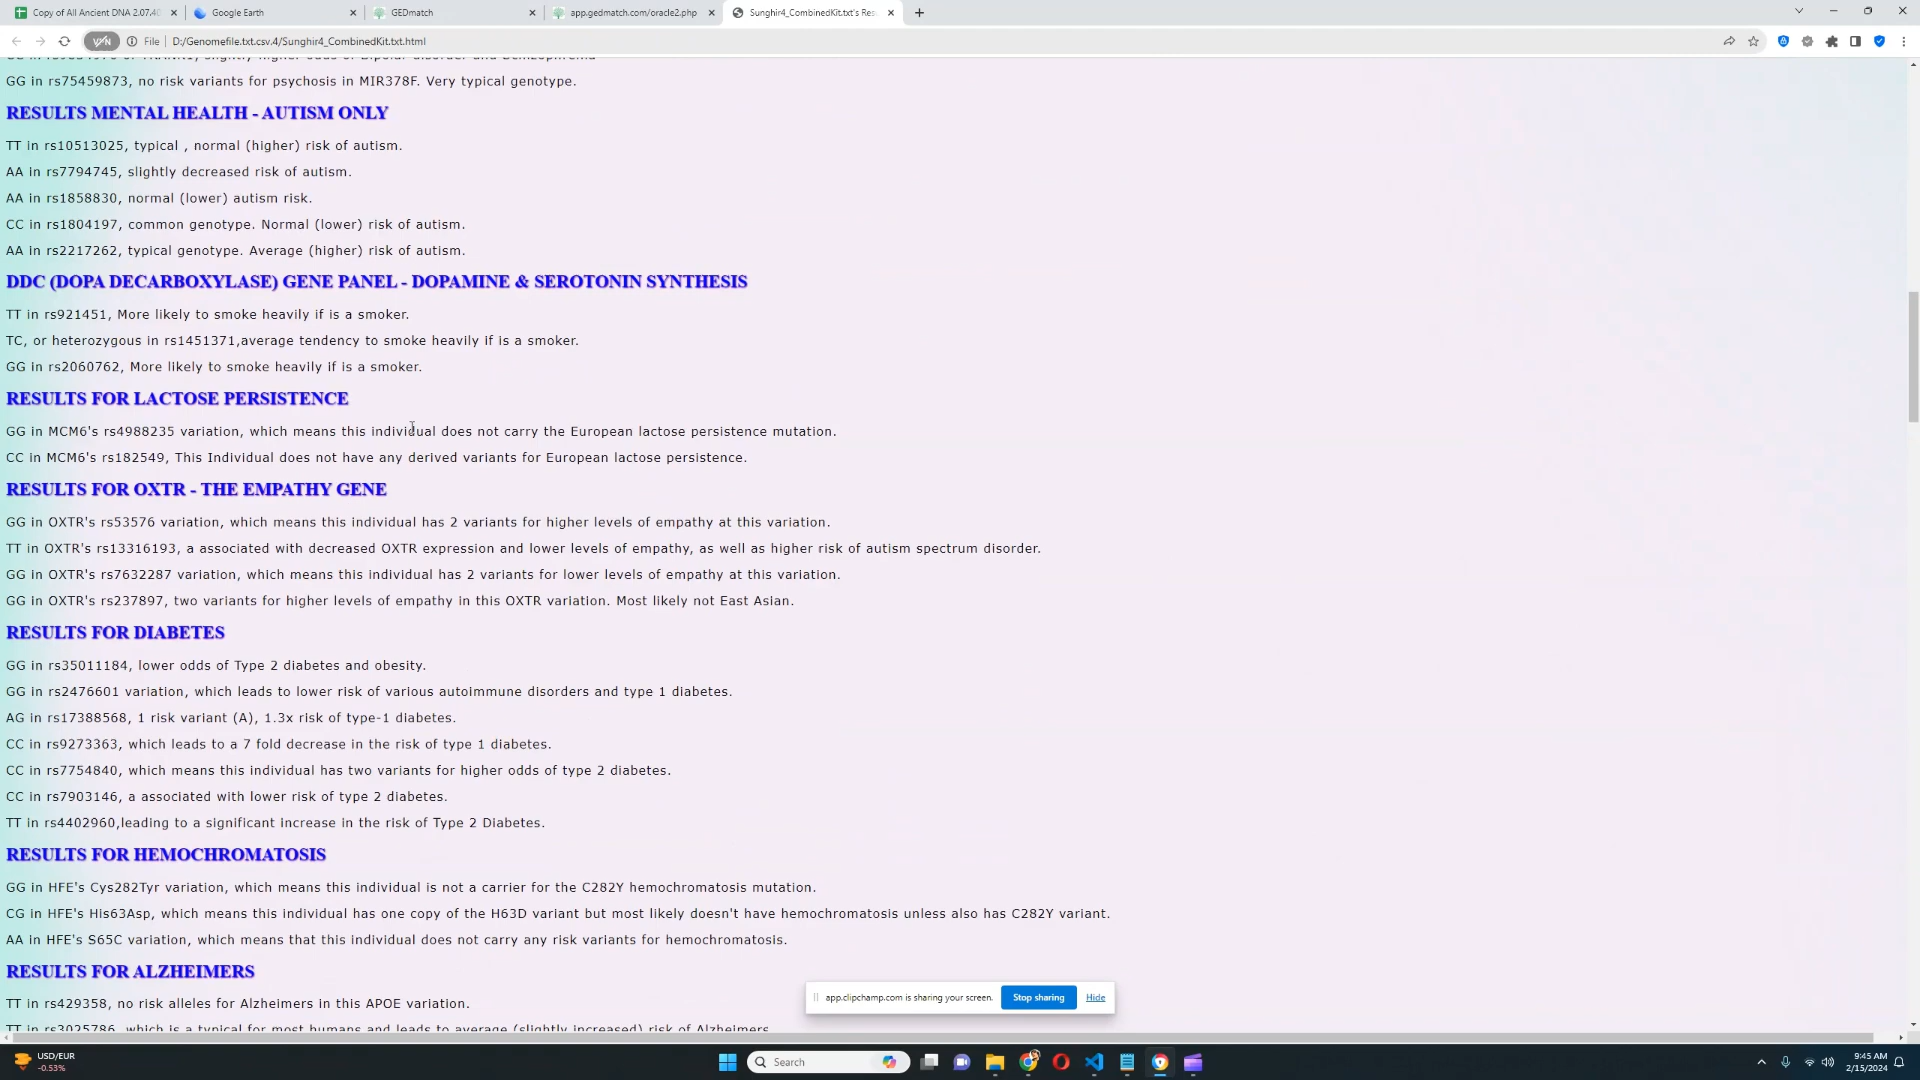 Copy of All Ancient DNA 2.07.40
Google Earth
GEDmatch
app.gedmatch.com/oracle2.php
Sunghir4_CombinedKit.txt's Res
VPN
File
D:/Genomefile.txt.csv.4/Sunghir4_CombinedKit.txt.html
GG in rs75459873, no risk variants for psychosis in MIR378F. Very typical genotype.
RESULTS MENTAL HEALTH - AUTISM ONLY
TT in rs10513025, typical , normal (higher) risk of autism.
AA in rs7794745, slightly decreased risk of autism.
AA in rs1858830, normal (lower) autism risk.
CC in rs1804197, common genotype. Normal (lower) risk of autism.
AA in rs2217262, typical genotype. Average (higher) risk of autism.
DDC (DOPA DECARBOXYLASE) GENE PANEL - DOPAMINE & SEROTONIN SYNTHESIS
TT in rs921451, More likely to smoke heavily if is a smoker.
TC, or heterozygous in rs1451371,average tendency to smoke heavily if is a smoker.
GG in rs2060762, More likely to smoke heavily if is a smoker.
RESULTS FOR LACTOSE PERSISTENCE
GG in MCM6's rs4988235 variation, which means this individual does not carry the European lactose persistence mutation.
CC in MCM6's rs182549, This Individual does not have any derived variants for European lactose persistence.
RESULTS FOR OXTR - THE EMPATHY GENE
GG in OXTR's rs53576 variation, which means this individual has 2 variants for higher levels of empathy at this variation.
TT in OXTR's rs13316193, a associated with decreased OXTR expression and lower levels of empathy, as well as higher risk of autism spectrum disorder.
GG in OXTR's rs7632287 variation, which means this individual has 2 variants for lower levels of empathy at this variation.
GG in OXTR's rs237897, two variants for higher levels of empathy in this OXTR variation. Most likely not East Asian.
RESULTS FOR DIABETES
GG in rs35011184, lower odds of Type 2 diabetes and obesity.
GG in rs2476601 variation, which leads to lower risk of various autoimmune disorders and type 1 diabetes.
AG in rs17388568, 1 risk variant (A), 1.3x risk of type-1 diabetes.
CC in rs9273363, which leads to a 7 fold decrease in the risk of type 1 diabetes.
CC in rs7754840, which means this individual has two variants for higher odds of type 2 diabetes.
CC in rs7903146, a associated with lower risk of type 2 diabetes.
TT in rs4402960,leading to a significant increase in the risk of Type 2 Diabetes.
RESULTS FOR HEMOCHROMATOSIS
GG in HFE's Cys282Tyr variation, which means this individual is not a carrier for the C282Y hemochromatosis mutation.
CG in HFE's His63Asp, which means this individual has one copy of the H63D variant but most likely doesn't have hemochromatosis unless also has C282Y variant.
AA in HFE's S65C variation, which means that this individual does not carry any risk variants for hemochromatosis.
RESULTS FOR ALZHEIMERS
TT in rs429358, no risk alleles for Alzheimers in this APOE variation.
TT in rs3025786, which is a typical for most humans and leads to average (slightly increased) risk of Alzheimers
app.clipchamp.com is sharing your screen.
Stop sharing
Hide
USD/EUR
-0.53%
Search
9:45 AM
2/15/2024